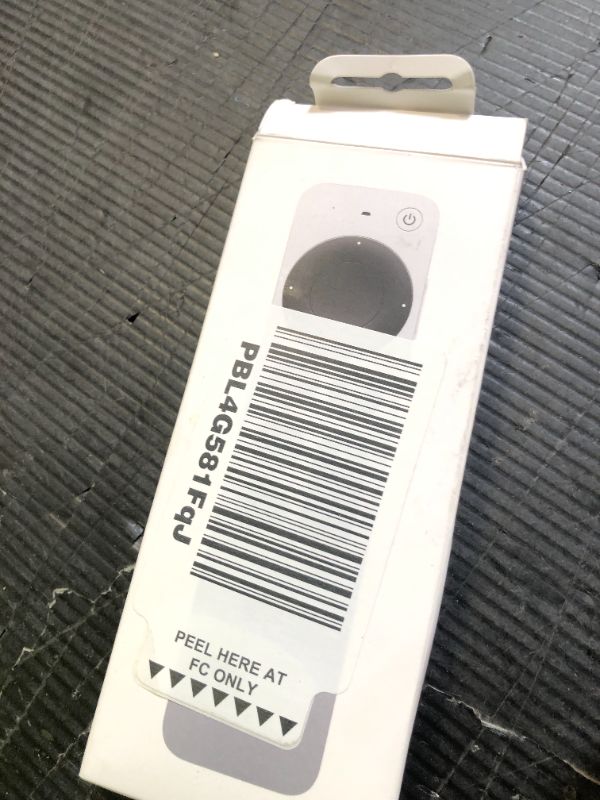 PBL4G581FqJ
PEEL HERE AT
FC ONLY